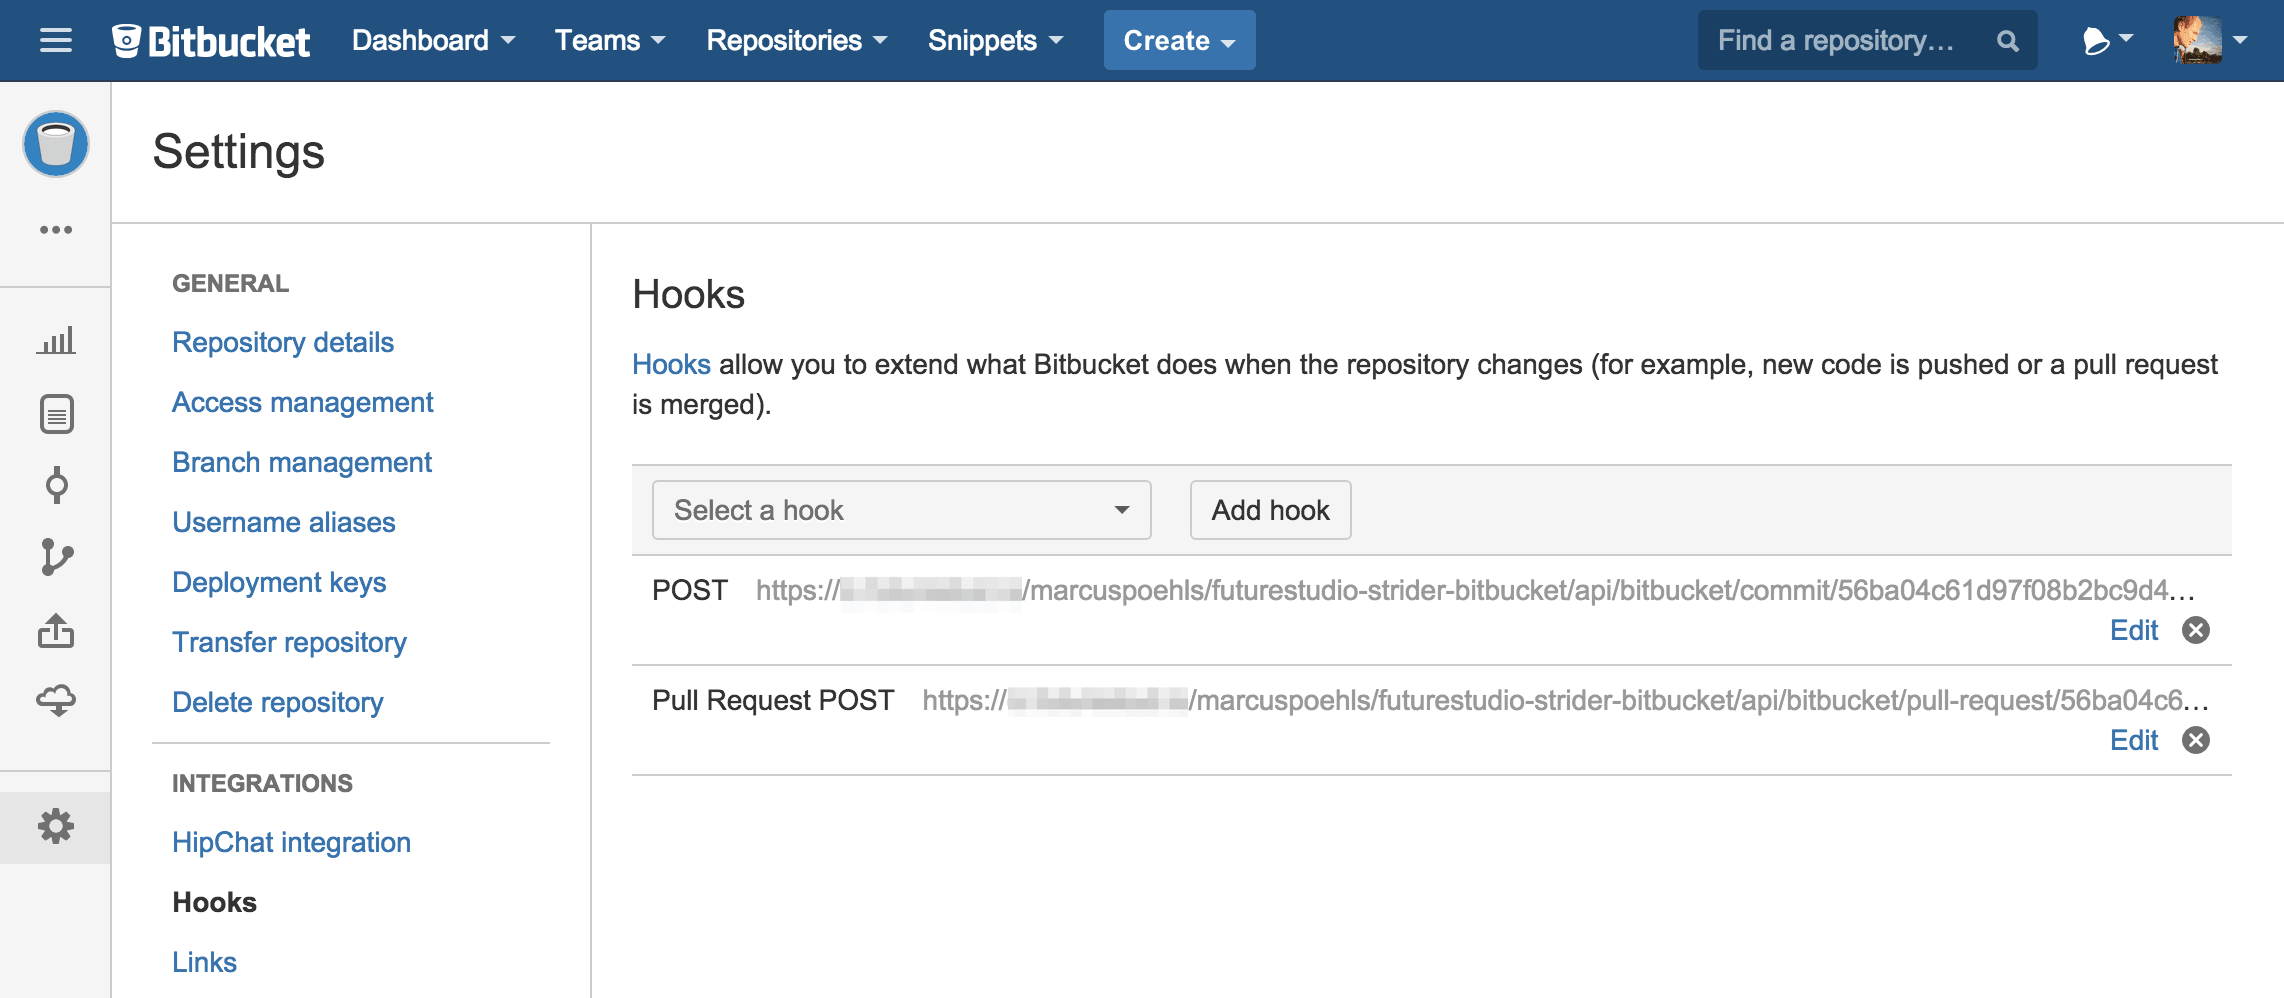 Bitbucket Dashboard Teams Repositories Snippets Create Find a repository...
Settings
GENERAL
Repository details
Access management
Branch management
Username aliases
Deployment keys
Transfer repository
Delete repository
INTEGRATIONS
HipChat integration
Hooks
Links
Hooks
Hooks allow you to extend what Bitbucket does when the repository changes (for example, new code is pushed or a pull request
is merged).
Select a hook Add hook
POST https:// /marcuspoehls/futurestudio-strider-bitbucket/api/bitbucket/commit/56ba04c61d97f08b2bc9d4...
Edit
Pull Request POST https:// /marcuspoehls/futurestudio-strider-bitbucket/api/bitbucket/pull-request/56ba04c6...
Edit